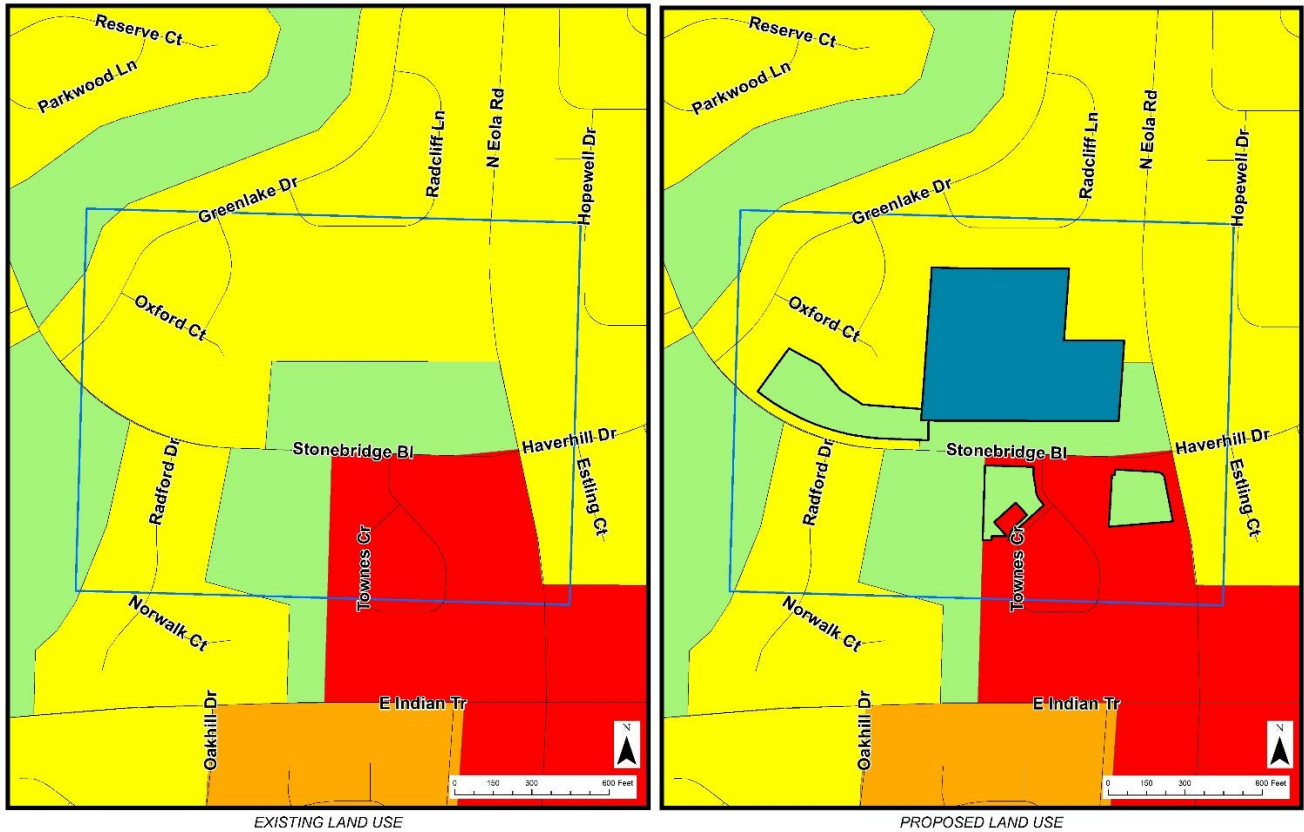 Reserve Ct
Parkwood Ln
Radcliff Ln
N Eola Rd
Hopewell Dr
Greenlake Dr
Oxford Ct
Stonebridge Bl
Haverhill Dr
Radford Dr
Estling Ct
Townes Cr
Norwalk Ct
Oakhill Dr
E Indian Tr
N
0 150 300 600 Feet
EXISTING LAND USE
Reserve Ct
Parkwood Ln
Radcliff Ln
N Eola Rd
Hopewell Dr
Greenlake Dr
Oxford Ct
Stonebridge Bl
Haverhill Dr
Radford Dr
Estling Ct
Townes Cr
Norwalk Ct
Oakhill Dr
E Indian Tr
N
0 150 300 600 Feet
PROPOSED LAND USE